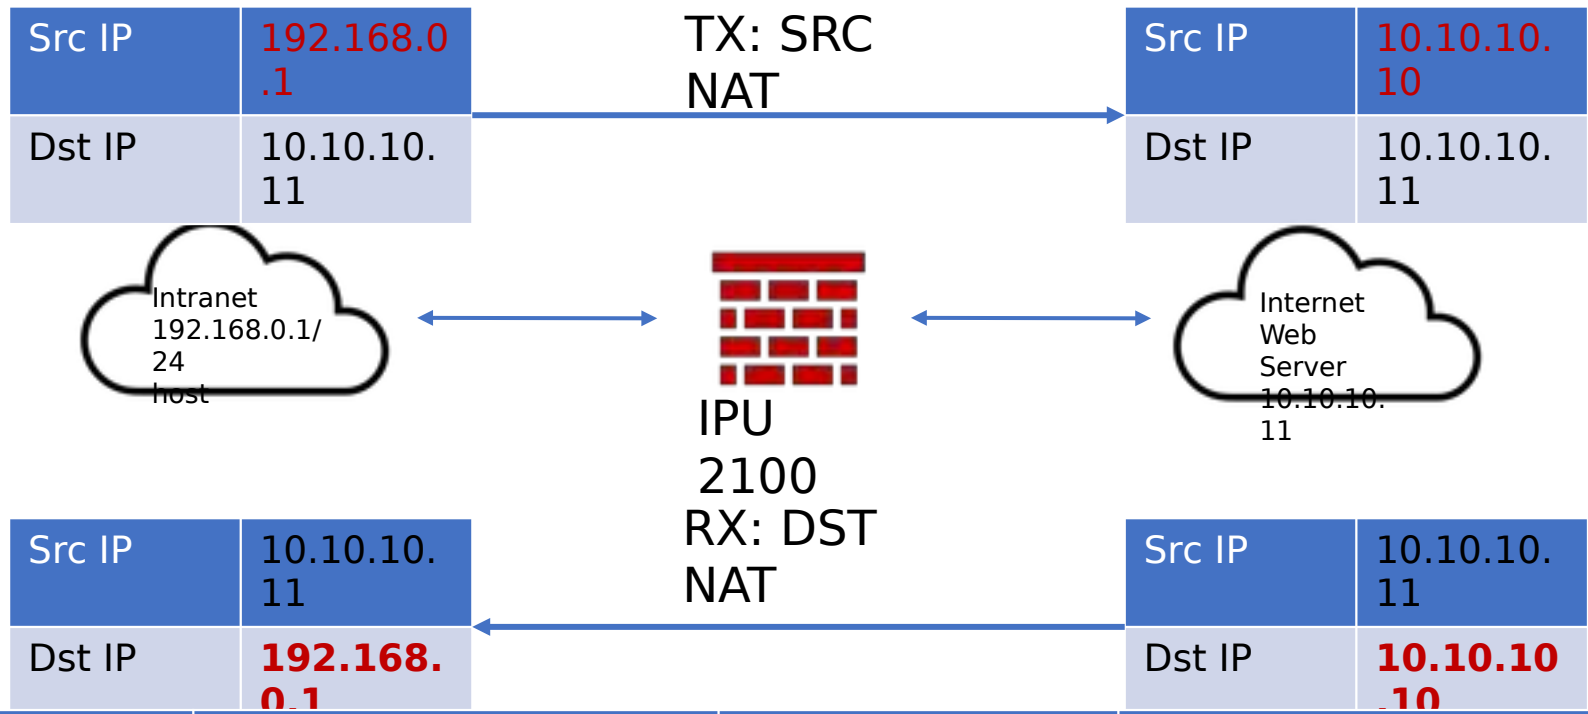 Src IP
192.168.0
.1
TX: SRC
NAT
Src IP
10.10.10.
10
Dst IP
10.10.10.
11
Dst IP
10.10.10.
11
Intranet
192.168.0.1/
24
host
Internet
Web
Server
10.10.10.
11
IPU
2100
RX: DST
NAT
Src IP
10.10.10.
11
Src IP
10.10.10.
11
Dst IP
192.168.
0.1
Dst IP
10.10.10
.10